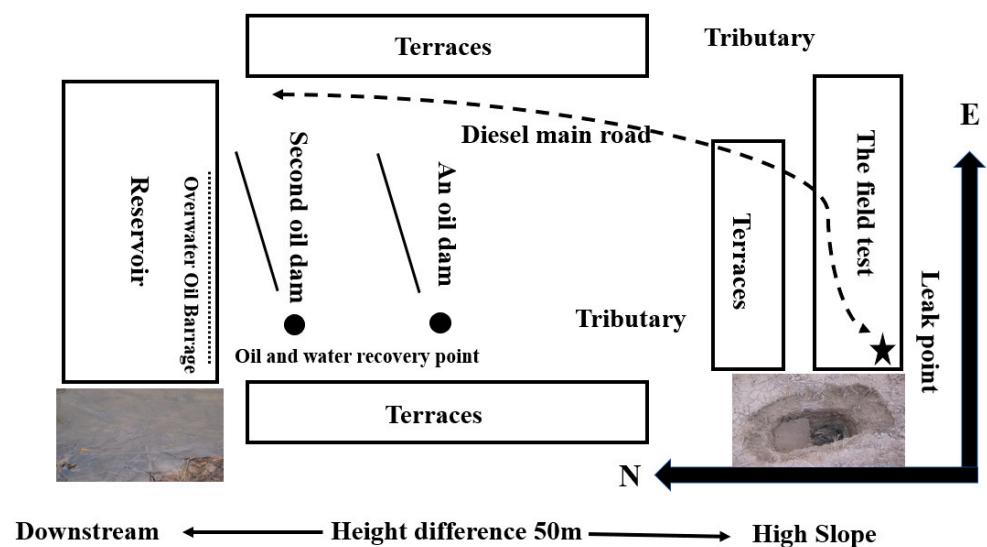 Terraces
Tributary
E
Diesel main road
Reservoir
Overwater Oil Barrage
Second oil dam
An oil dam
Terraces
The field test
Leak point
Tributary
Oil and water recovery point
Terraces
N
Downstream
Height difference 50m
High Slope